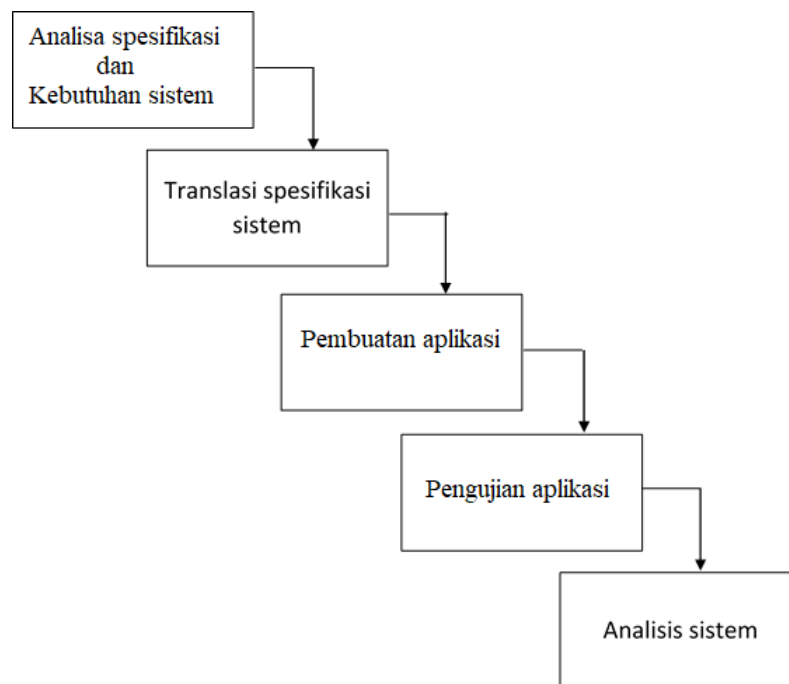 Analisa spesifikasi
dan
Kebutuhan sistem
Translasi spesifikasi
sistem
Pembuatan aplikasi
Pengujian aplikasi
Analisis sistem